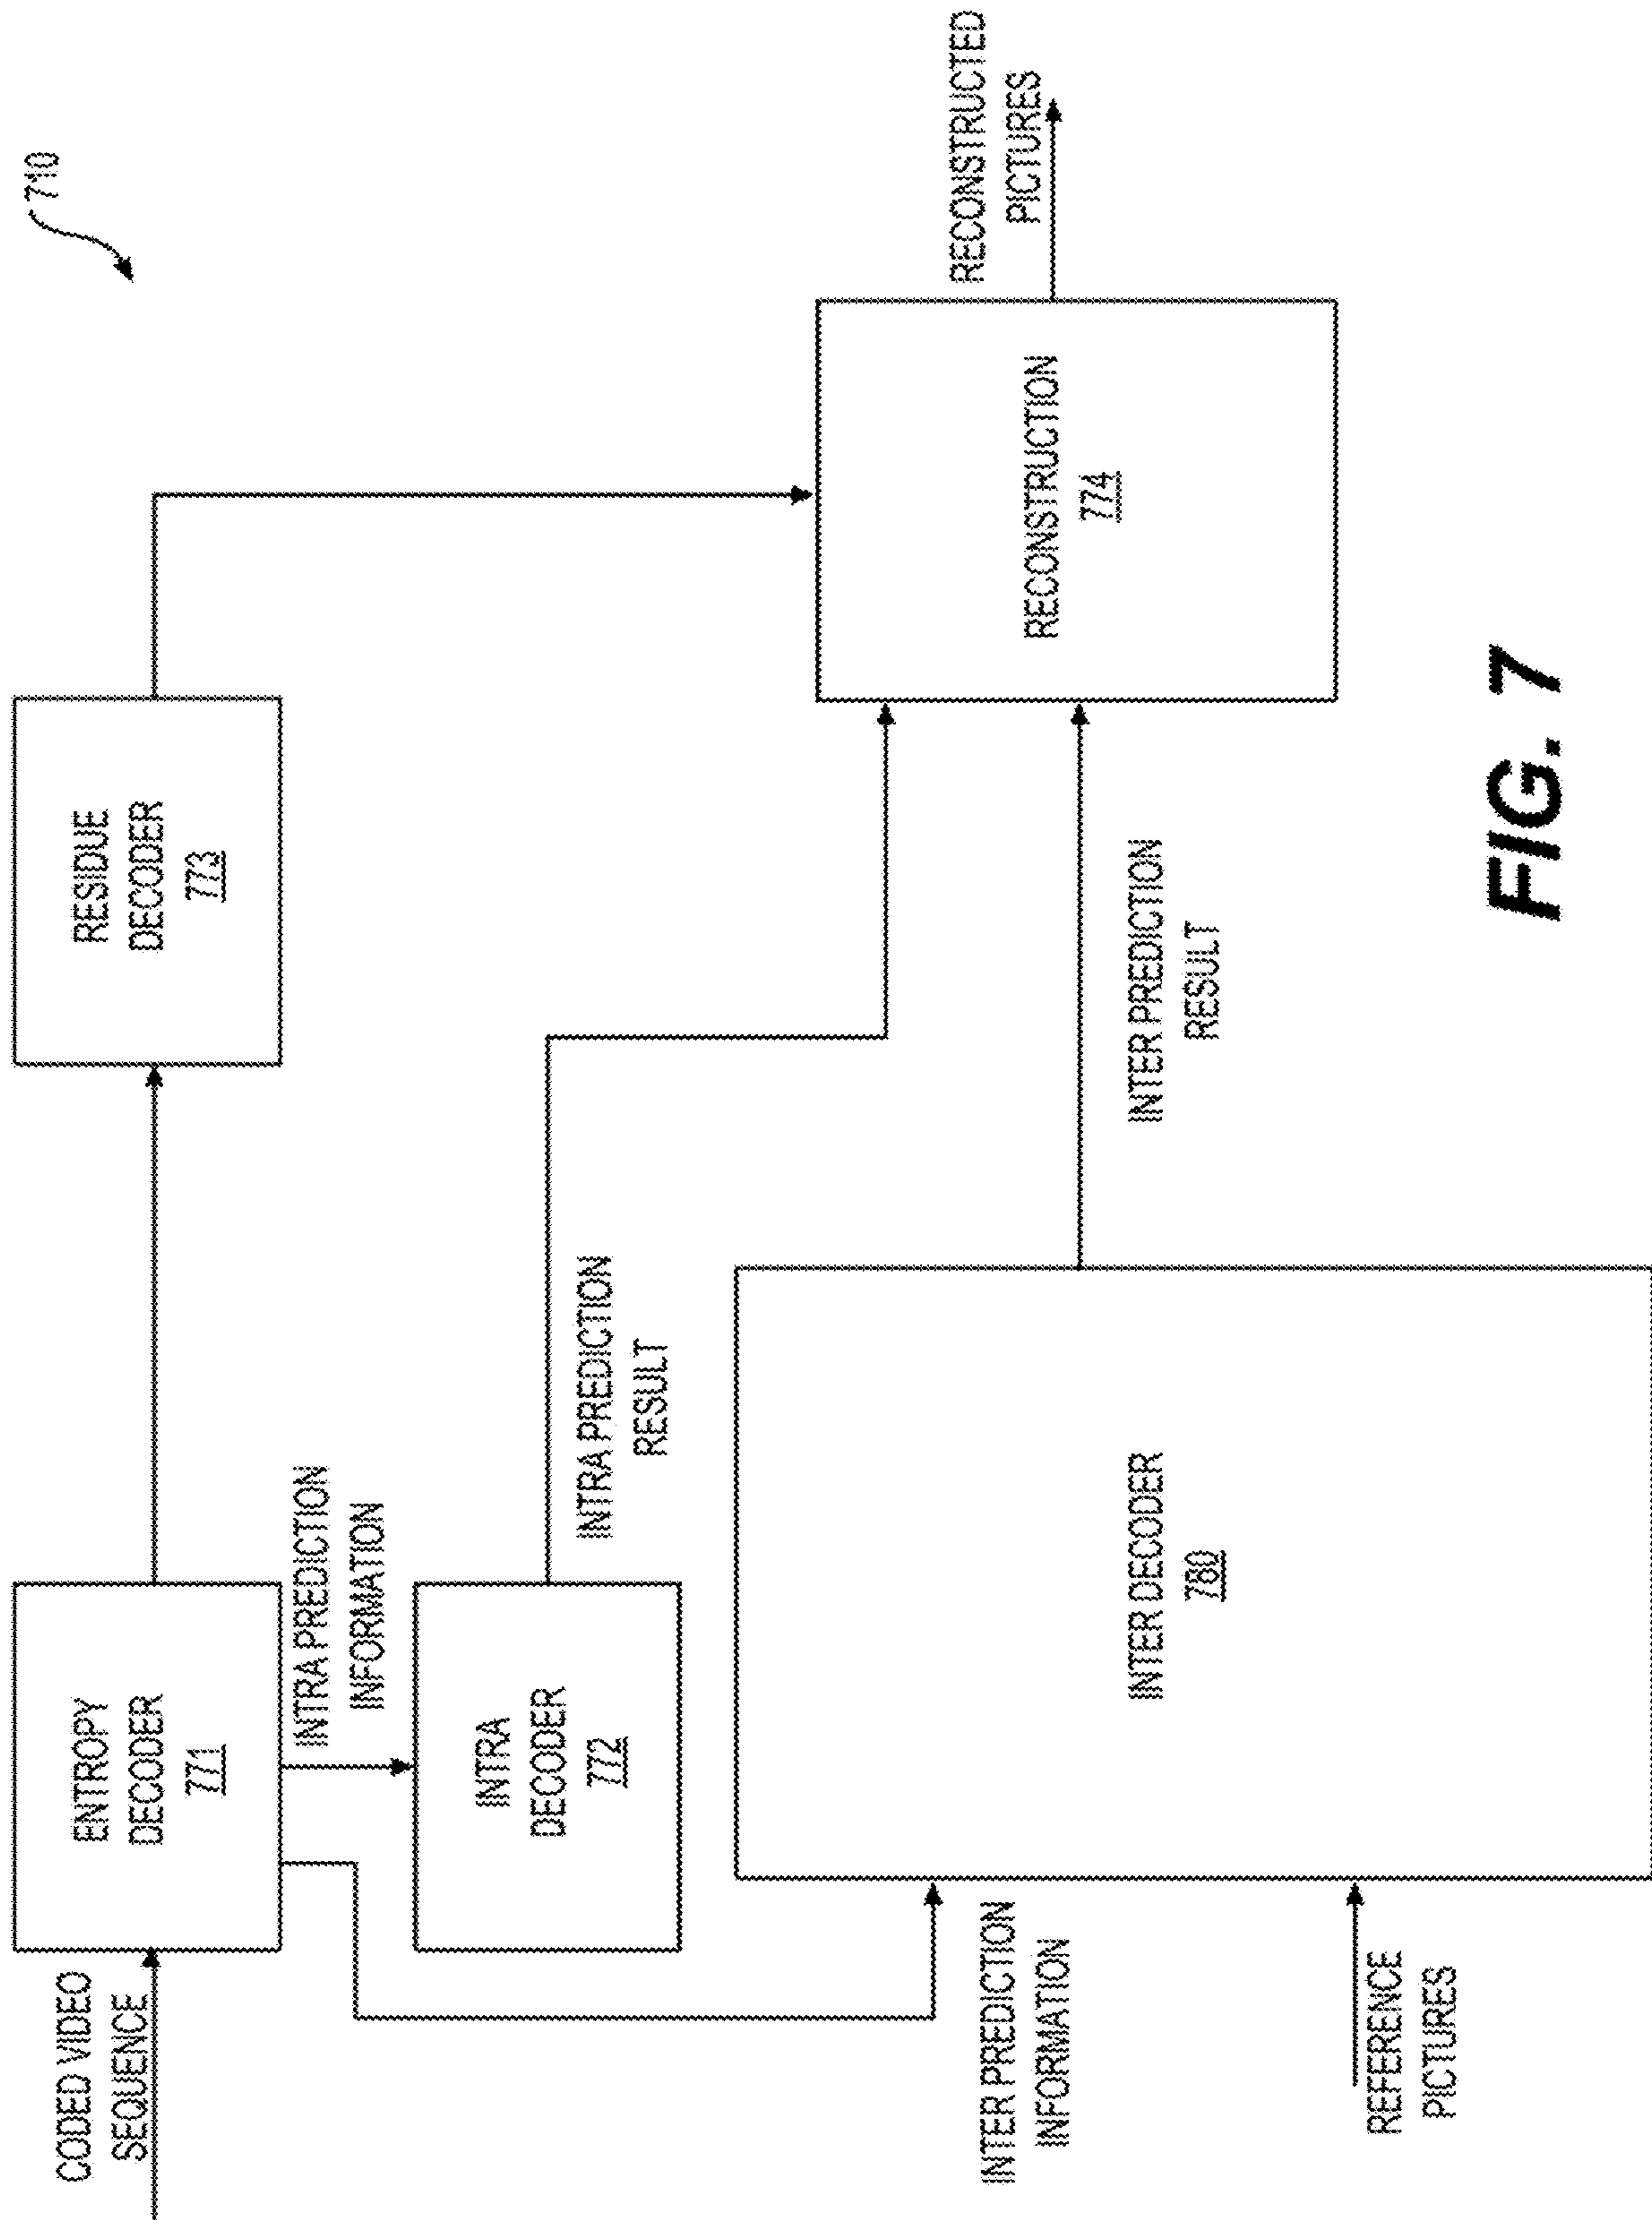 710
CODED VIDEO
SEQUENCE
ENTROPY
DECODER
771
RESIDUE
DECODER
773
INTRA PREDICTION
INFORMATION
INTRA
DECODER
772
INTRA PREDICTION
RESULT
INTER PREDICTION
INFORMATION
REFERENCE
PICTURES
INTER DECODER
780
INTER PREDICTION
RESULT
RECONSTRUCTION
774
RECONSTRUCTED
PICTURES
FIG. 7